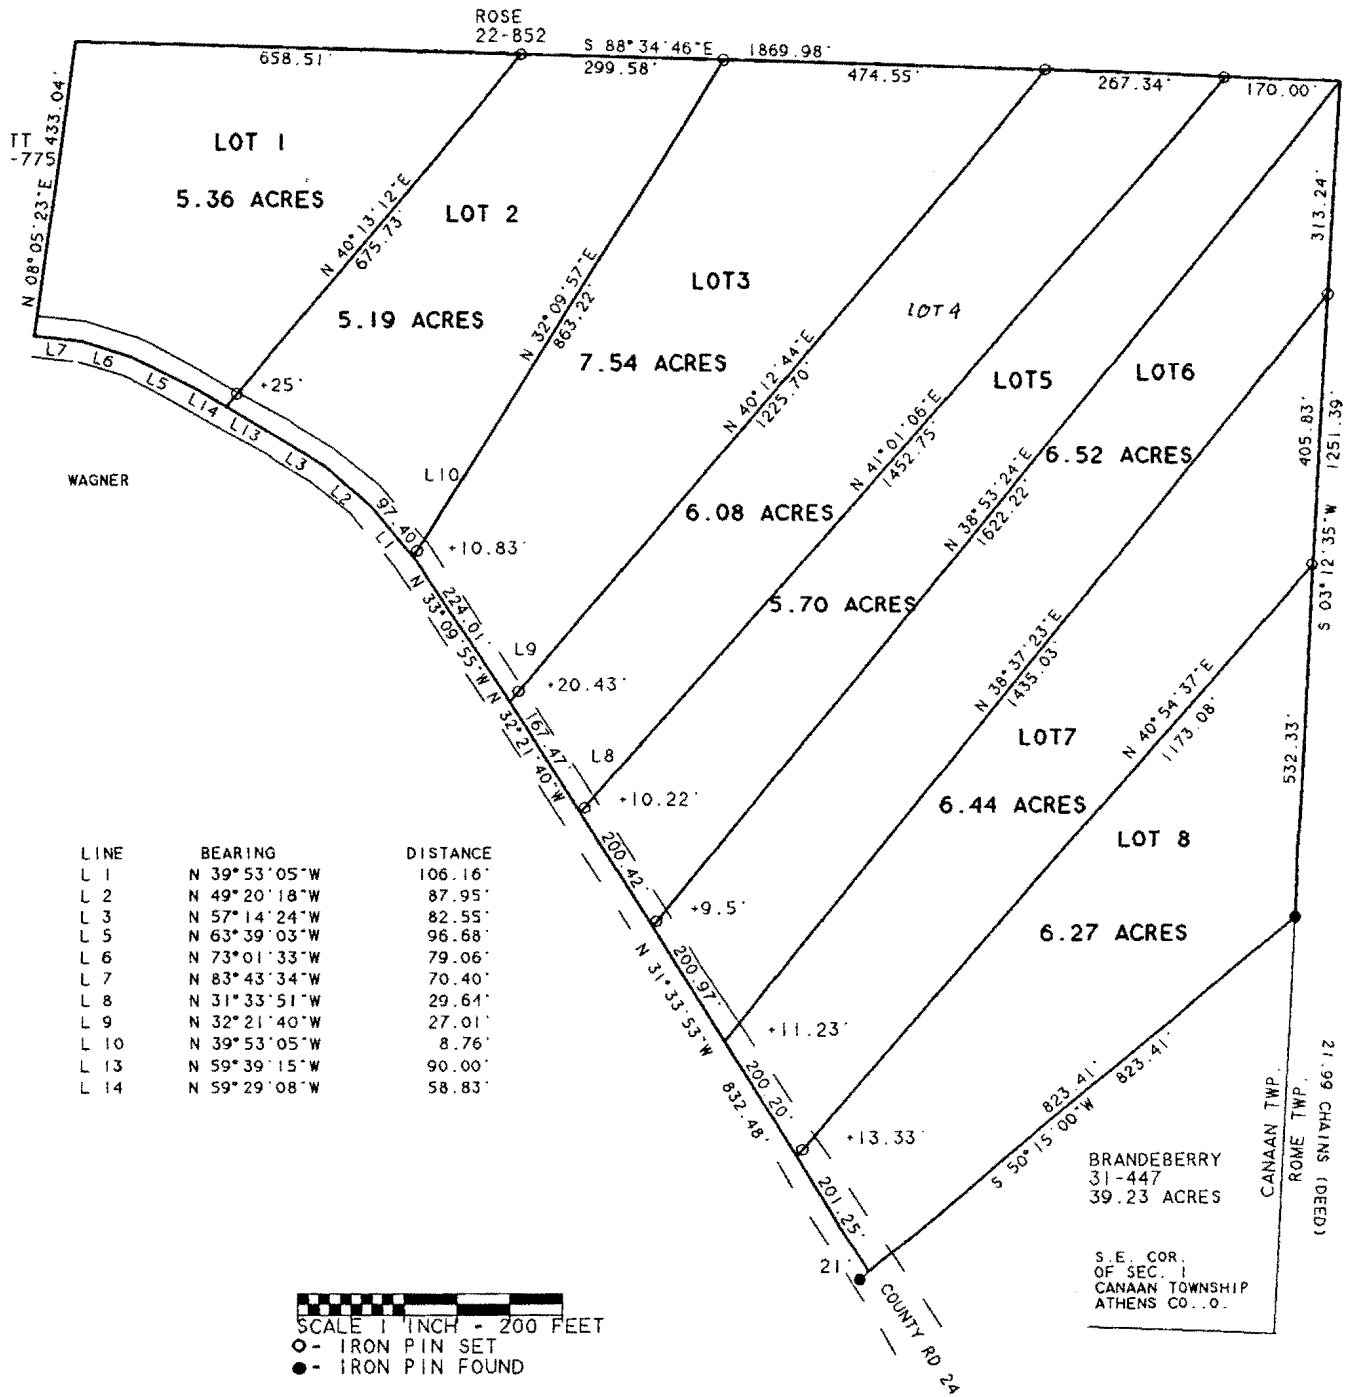 ROSE
22-852
S 88°34'46"E 1869.98'
658.51'
299.58'
474.55'
267.34'
170.00'
TT
-775
N 08°05'23"E 433.04'
LOT 1
5.36 ACRES
N 40°13'12"E
675.73'
LOT 2
5.19 ACRES
N 32°09'57"E
863.22'
LOT3
7.54 ACRES
N 40°12'44"E
1225.70'
LOT 4
6.08 ACRES
N 41°01'06"E
1452.75'
LOT5
5.70 ACRES
N 38°53'24"E
1622.22'
LOT6
6.52 ACRES
N 38°37'23"E
1435.03'
LOT7
6.44 ACRES
N 40°54'37"E
1173.08'
LOT 8
6.27 ACRES
313.24'
405.83'
1251.39'
S 03°12'35"W
532.33'
L7
L6
L5
L14
L13
L3
L2
L1
+25'
WAGNER
L10
97.40
+10.83'
224.01'
N 33°09'55"W
L9
+20.43'
167.47'
N 32°21'40"W
L8
+10.22'
200.42'
+9.5'
200.97'
N 31°33'53"W
832.48'
+11.23'
200.20'
+13.33'
201.25'
21'
COUNTY RD 24
823.41'
823.41'
S 50°15'00"W
BRANDEBERRY
31-447
39.23 ACRES
CANAAN TWP.
ROME TWP.
21.99 CHAINS (DEED)
S.E. COR.
OF SEC. 1
CANAAN TOWNSHIP
ATHENS CO..O.
LINE BEARING DISTANCE
L 1 N 39°53'05"W 106.16'
L 2 N 49°20'18"W 87.95'
L 3 N 57°14'24"W 82.55'
L 5 N 63°39'03"W 96.68'
L 6 N 73°01'33"W 79.06'
L 7 N 83°43'34"W 70.40'
L 8 N 31°33'51"W 29.61'
L 9 N 32°21'40"W 27.01'
L 10 N 39°53'05"W 8.76'
L 13 N 59°39'15"W 90.00'
L 14 N 59°29'08"W 58.83'
SCALE 1 INCH - 200 FEET
O - IRON PIN SET
● - IRON PIN FOUND